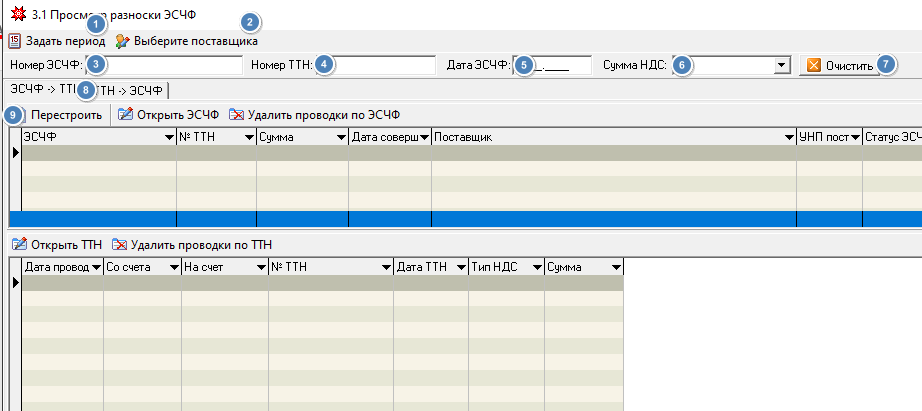 3.1 Просмотр разноски ЭСЧФ
1 2
Задать период Выберите поставщика
Номер ЭСЧФ: 3 Номер ТТН: 4 Дата ЭСЧФ: 5 _.____ Сумма НДС: 6 Очистить 7
ЭСЧФ -> ТТН 8 ТТН -> ЭСЧФ
9 Перестроить Открыть ЭСЧФ Удалить проводки по ЭСЧФ
ЭСЧФ № ТТН Сумма Дата соверш Поставщик УНП пост Статус ЭСЧ
Открыть ТТН Удалить проводки по ТТН
Дата провод Со счета На счет № ТТН Дата ТТН Тип НДС Сумма